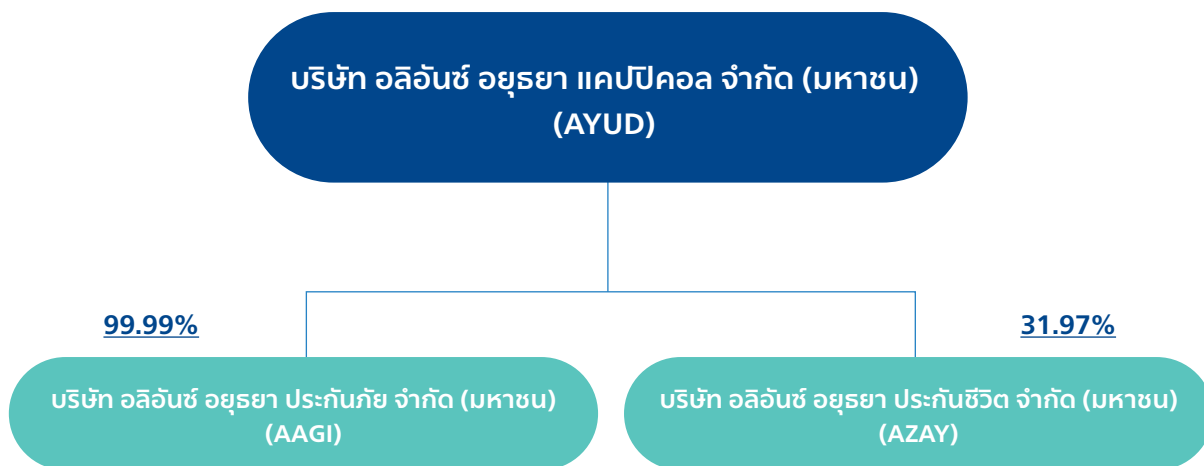 บริษัท อลิอันซ์ อยุธยา แคปปิตอล จำกัด (มหาชน)
(AYUD)
99.99%
31.97%
บริษัท อลิอันซ์ อยุธยา ประกันภัย จำกัด (มหาชน)
(AAGI)
บริษัท อลิอันซ์ อยุธยา ประกันชีวิต จำกัด (มหาชน)
(AZAY)